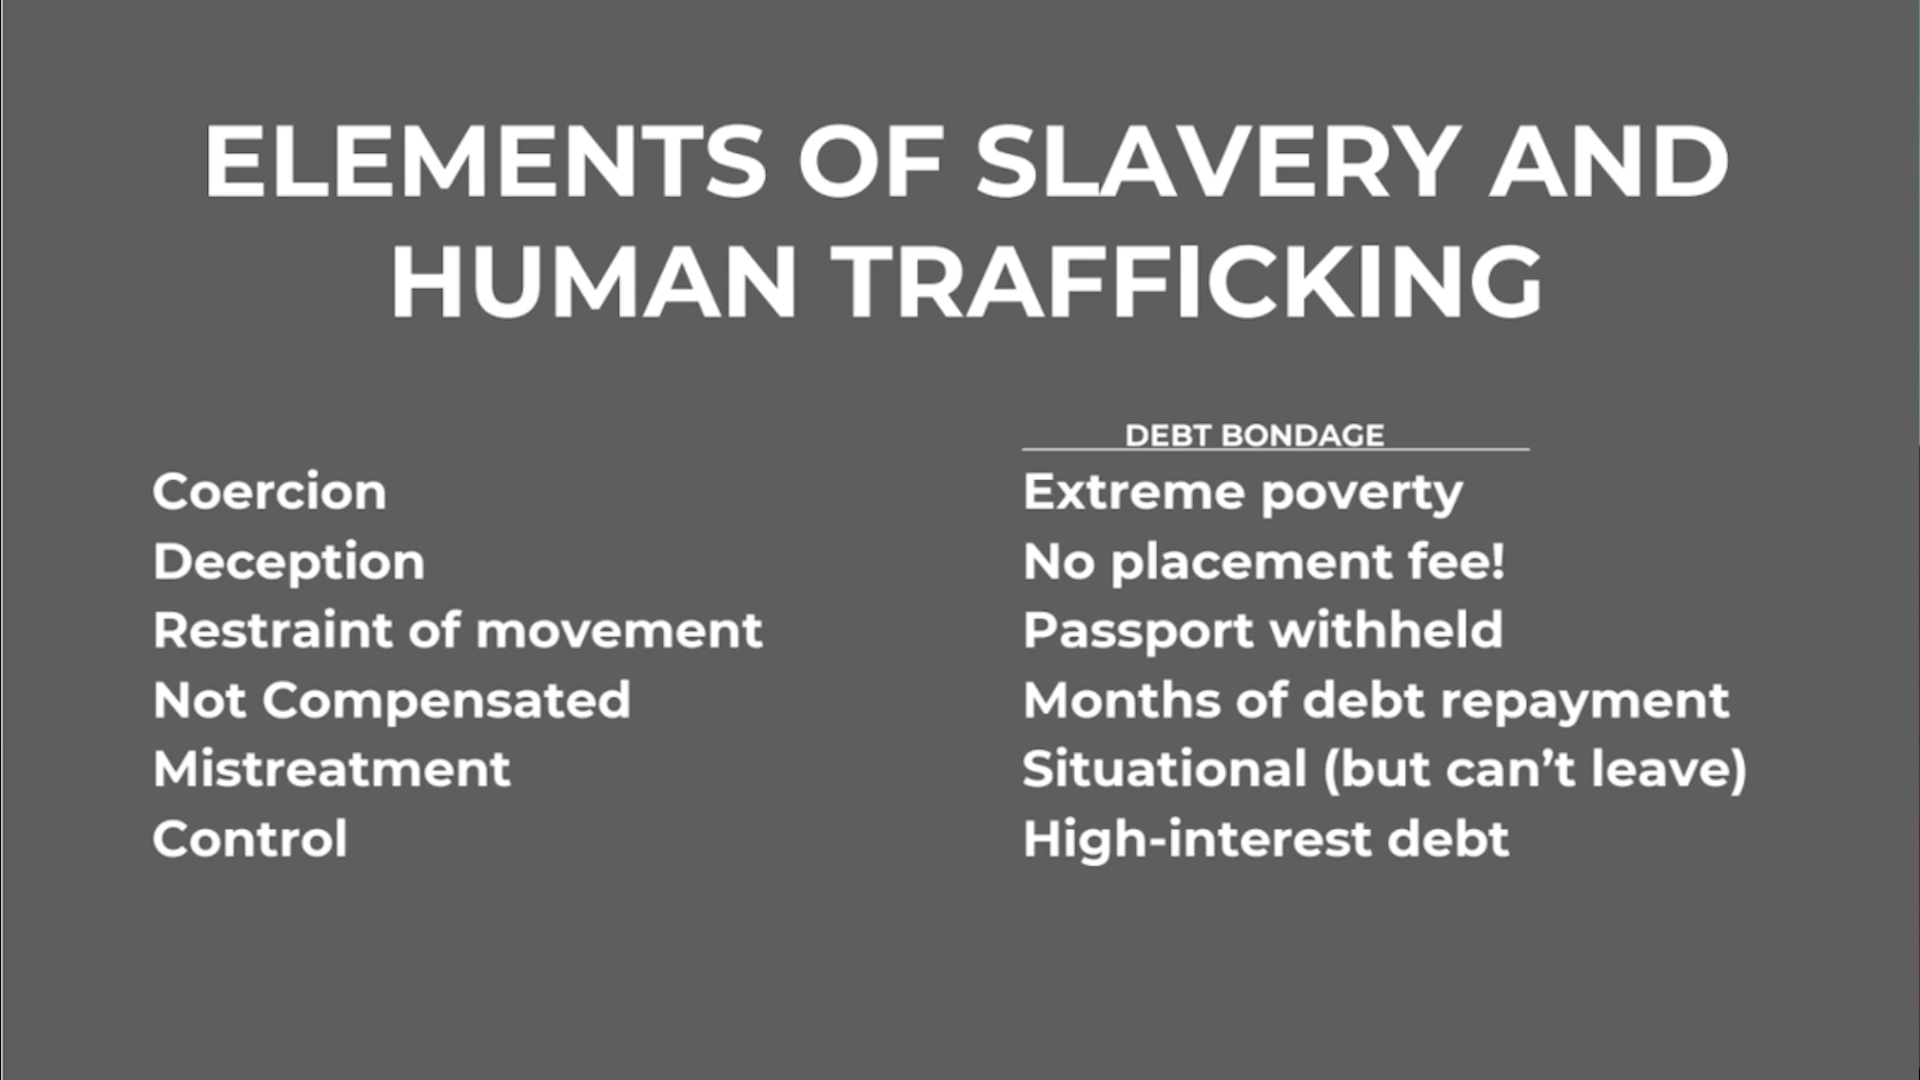 ELEMENTS OF SLAVERY AND
HUMAN TRAFFICKING
Coercion
Deception
Restraint of movement
Not Compensated
Mistreatment
Control
DEBT BONDAGE
Extreme poverty
No placement fee!
Passport withheld
Months of debt repayment
Situational (but can’t leave)
High-interest debt